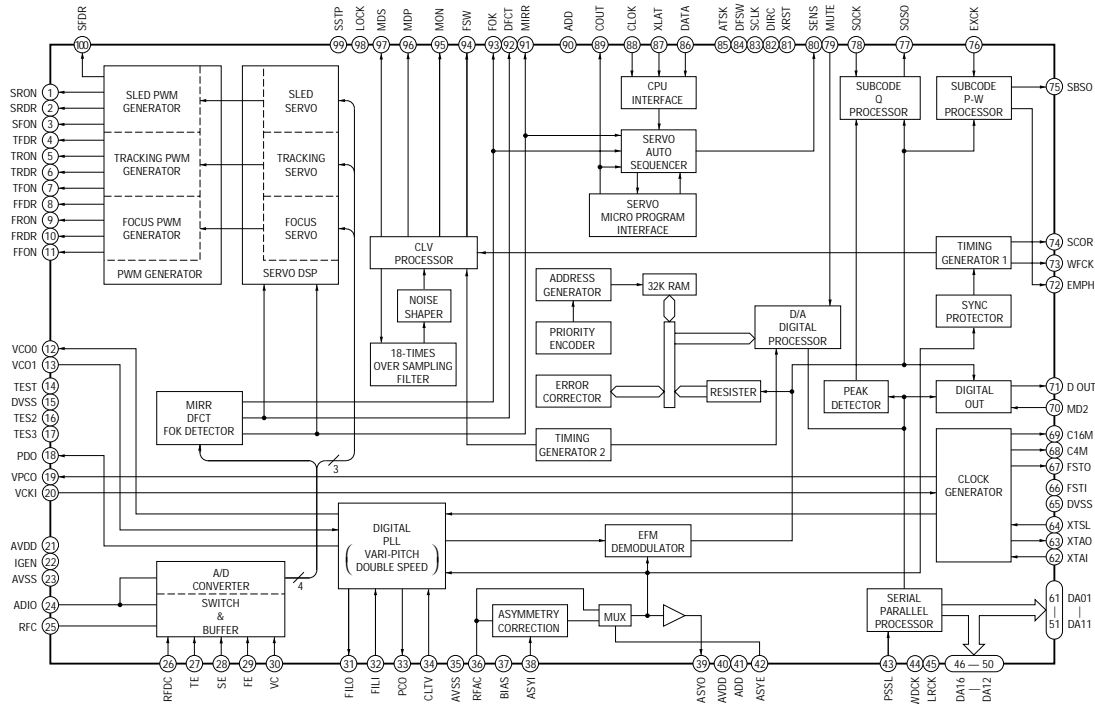 SFDR
SSTP
LOCK
MDS
MDP
MON
FSW
FOK
DFCT
MIRR
ADD
COUT
CLOK
XLAT
DATA
ATSK
DFSW
SCLK
DIRC
XRST
SENS
MUTE
SQCK
SQSO
EXCK
100
99
98
97
96
95
94
93
92
91
90
89
88
87
86
85
84
83
82
81
80
79
78
77
76
SRON 1
SRDR 2
SFON 3
TFDR 4
TRON 5
TRDR 6
TFON 7
FFDR 8
FRON 9
FRDR 10
FFON 11
VCO0 12
VCO1 13
TEST 14
DVSS 15
TES2 16
TES3 17
PDO 18
VPCO 19
VCKI 20
AVDD 21
IGEN 22
AVSS 23
ADIO 24
RFC 25
SLED PWM
GENERATOR
TRACKING PWM
GENERATOR
FOCUS PWM
GENERATOR
PWM GENERATOR
SLED
SERVO
TRACKING
SERVO
FOCUS
SERVO
SERVO DSP
CPU
INTERFACE
SERVO
AUTO
SEQUENCER
SERVO
MICRO PROGRAM
INTERFACE
SUBCODE
Q
PROCESSOR
SUBCODE
P-W
PROCESSOR
CLV
PROCESSOR
NOISE
SHAPER
18-TIMES
OVER SAMPLING
FILTER
ADDRESS
GENERATOR
PRIORITY
ENCODER
32K RAM
ERROR
CORRECTOR
RESISTER
D/A
DIGITAL
PROCESSOR
TIMING
GENERATOR 1
SYNC
PROTECTOR
PEAK
DETECTOR
DIGITAL
OUT
MIRR
DFCT
FOK DETECTOR
3
TIMING
GENERATOR 2
CLOCK
GENERATOR
DIGITAL
PLL
VARI-PITCH
DOUBLE SPEED
EFM
DEMODULATOR
A/D
CONVERTER
SWITCH
&
BUFFER
4
ASYMMETRY
CORRECTION
MUX
SERIAL
PARALLEL
PROCESSOR
75 SBSO
74 SCOR
73 WFCK
72 EMPH
71 D OUT
70 MD2
69 C16M
68 C4M
67 FSTO
66 FSTI
65 DVSS
64 XTSL
63 XTAO
62 XTAI
61 DA01
|
51 DA11
26
27
28
29
30
31
32
33
34
35
36
37
38
39
40
41
42
43
44
45
46 — 50
RFDC
TE
SE
FE
VC
FILO
FILI
PCO
CLTV
AVSS
RFAC
BIAS
ASYI
ASYO
AVDD
ADD
ASYE
PSSL
WDCK
LRCK
DA16
—
DA12